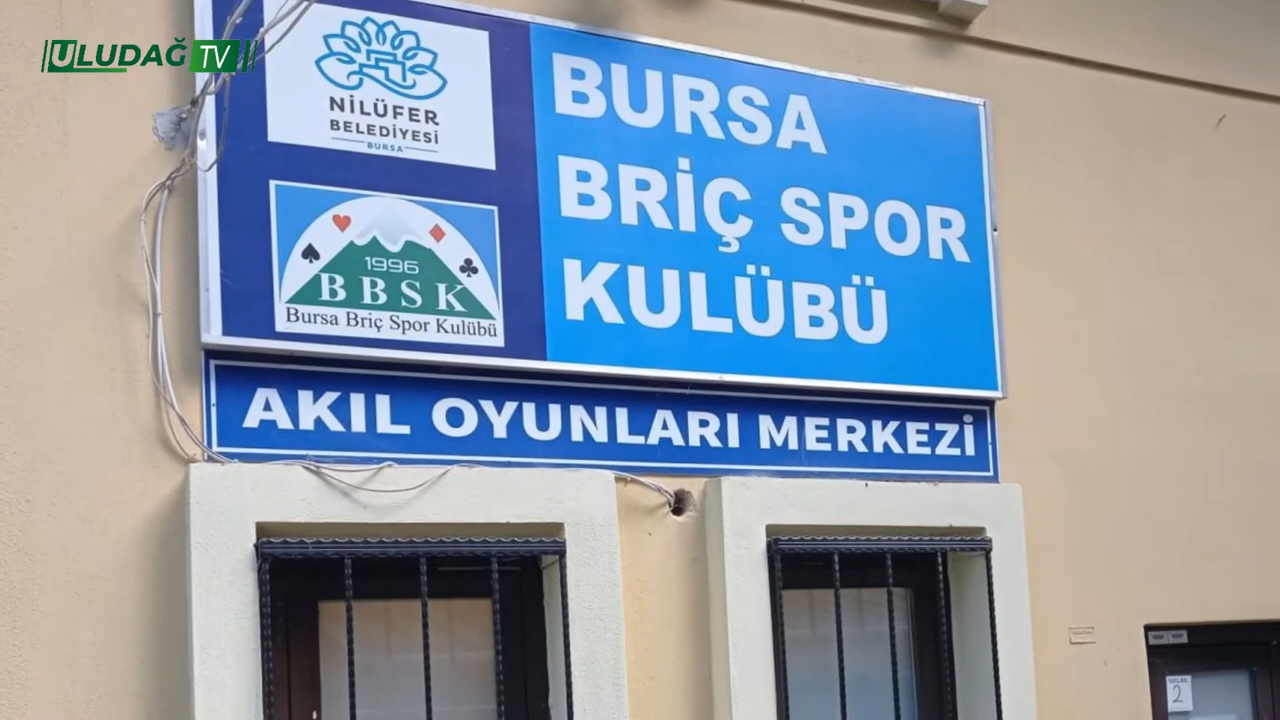 ULUDAĞ TV
NİLÜFER
BELEDİYESİ
BURSA
1996
BBSK
Bursa Briç Spor Kulübü
BURSA
BRİÇ SPOR
KULÜBÜ
AKIL OYUNLARI MERKEZİ
2